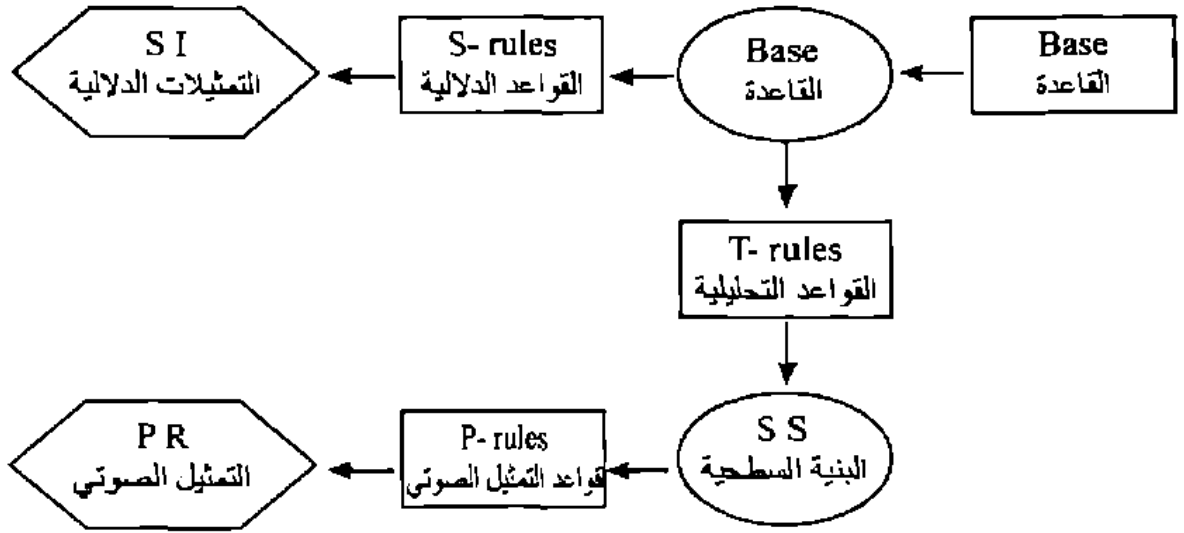 S I
التمثيلات الدلالية
S- rules
القواعد الدلالية
Base
القاعدة
Base
القاعدة
T- rules
القواعد التحليلية
P R
التمثيل الصوتي
P- rules
قواعد التمثيل الصوتي
S S
البنية السطحية